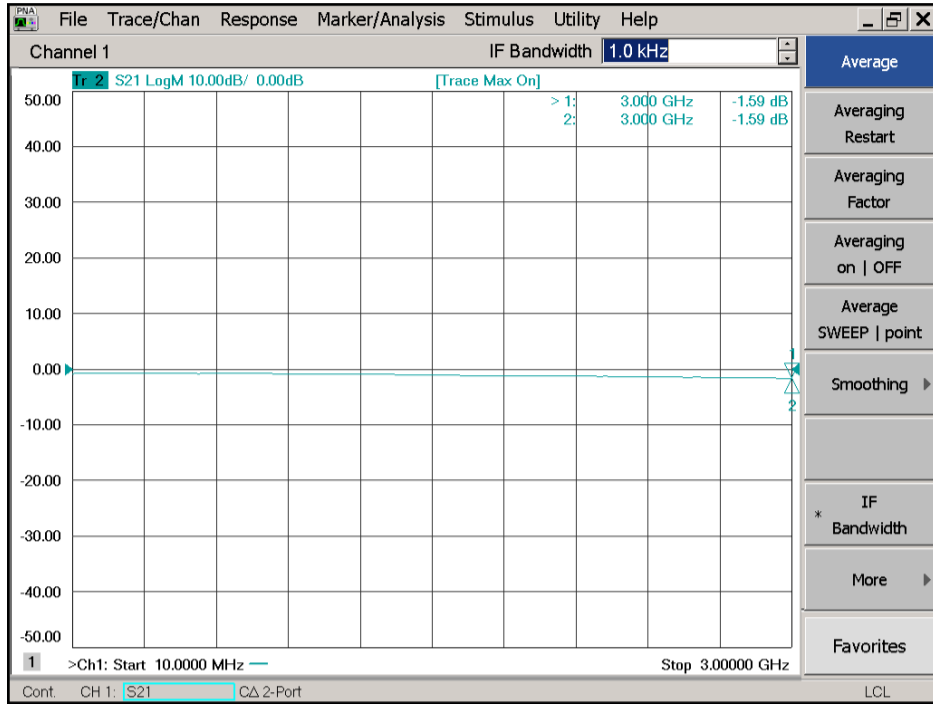 PNA
File Trace/Chan Response Marker/Analysis Stimulus Utility Help
Channel 1 IF Bandwidth 1.0 kHz
Tr 2 S21 LogM 10.00dB/ 0.00dB [Trace Max On]
> 1: 3.000 GHz -1.59 dB
2: 3.000 GHz -1.59 dB
50.00
40.00
30.00
20.00
10.00
0.00
-10.00
-20.00
-30.00
-40.00
-50.00
1
2
1 >Ch1: Start 10.0000 MHz Stop 3.00000 GHz
Cont. CH 1: S21 CΔ 2-Port LCL
Average
Averaging
Restart
Averaging
Factor
Averaging
on | OFF
Average
SWEEP | point
Smoothing
* IF
Bandwidth
More
Favorites